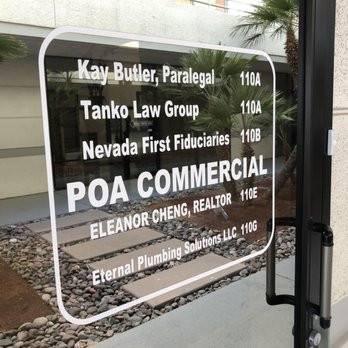 Kay Butler, Paralegal 110A
Tanko Law Group 110A
Nevada First Fiduciaries 110B
POA COMMERCIAL
ELEANOR CHENG, REALTOR 110E
Eternal Plumbing Solutions LLC 110G